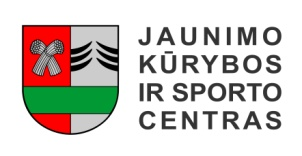 JAUNIMO
KŪRYBOS
IR SPORTO
CENTRAS